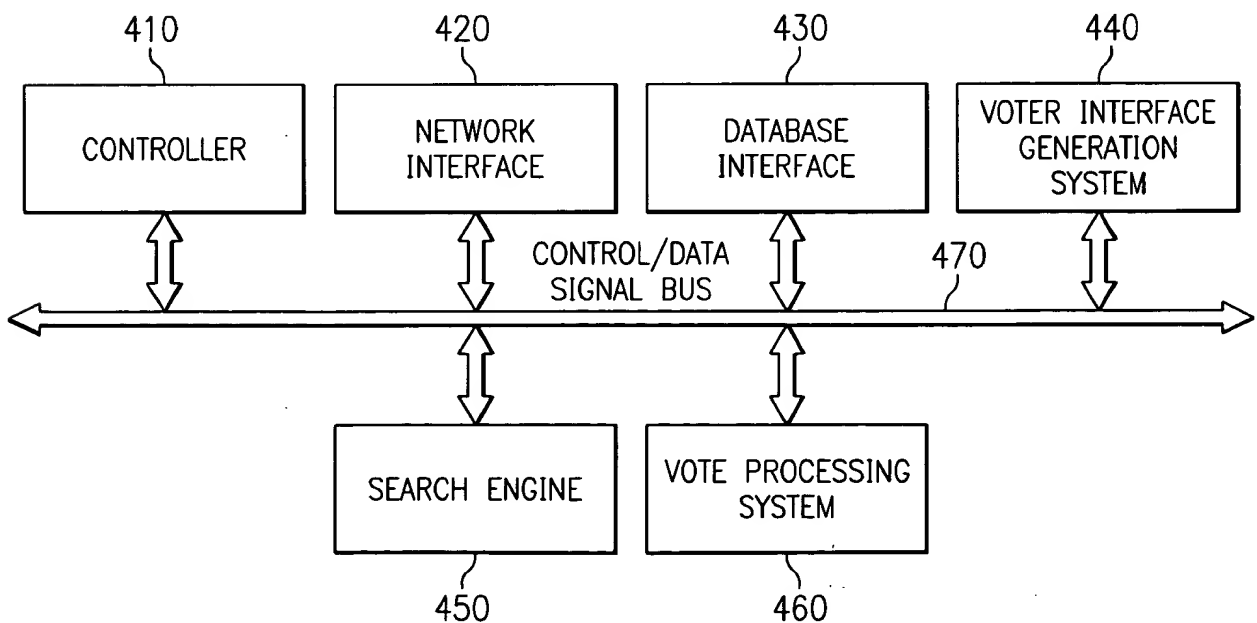 410
420
430
440
CONTROLLER
NETWORK
INTERFACE
DATABASE
INTERFACE
VOTER INTERFACE
GENERATION
SYSTEM
CONTROL/DATA
SIGNAL BUS
470
SEARCH ENGINE
VOTE PROCESSING
SYSTEM
450
460